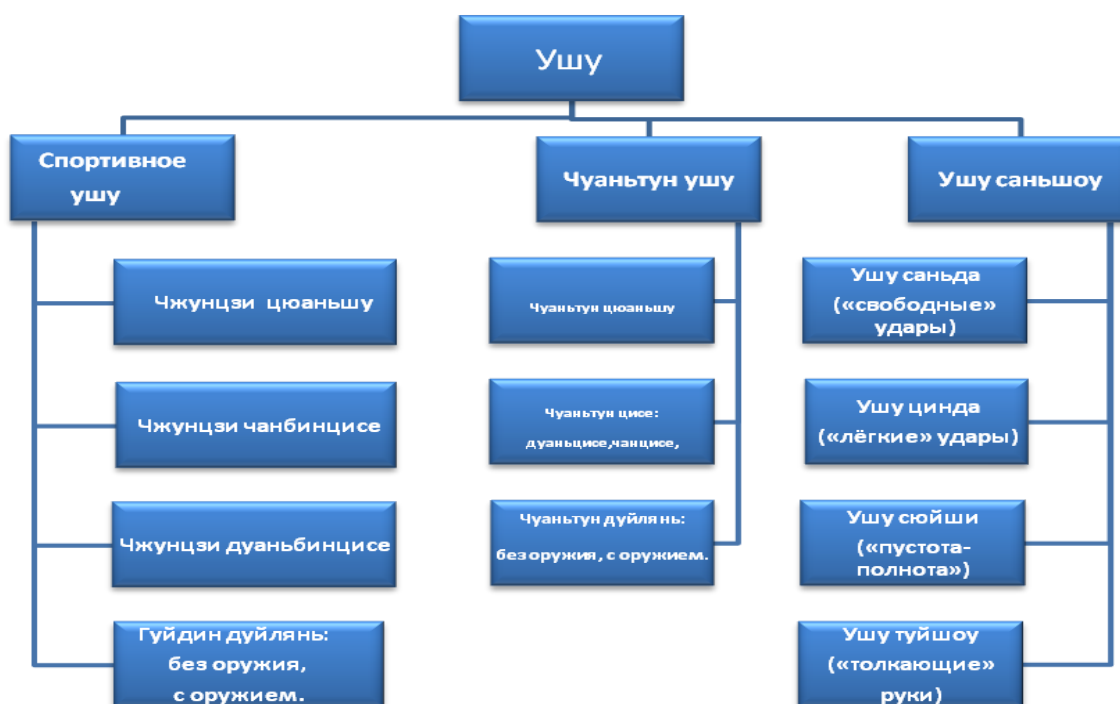 Ушу
Спортивное
ушу
Чжунцзи цюаньшу
Чжунцзи чанбинцисе
Чжунцзи дуаньбинцисе
Гуйдин дуйлянь:
без оружия,
с оружием.
Чуаньтун ушу
Чуаньтун цюаньшу
Чуаньтун цисе:
дуаньцисе,чанцисе,
Чуаньтун дуйлянь:
без оружия, с оружием.
Ушу саньшоу
Ушу саньда
(«свободные»
удары)
Ушу цинда
(«лёгкие» удары)
Ушу сюйши
(«пустота-
полнота»)
Ушу туйшоу
(«толкающие»
руки)